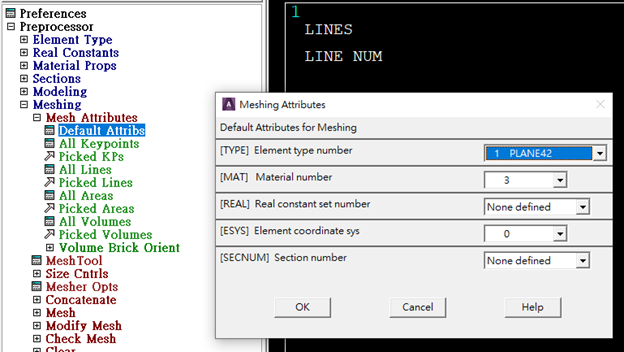 Preferences
Preprocessor
Element Type
Real Constants
Material Props
Sections
Modeling
Meshing
Mesh Attributes
Default Attribs
All Keypoints
Picked KPs
All Lines
Picked Lines
All Areas
Picked Areas
All Volumes
Picked Volumes
Volume Brick Orient
MeshTool
Size Cntrls
Mesher Opts
Concatenate
Mesh
Modify Mesh
Check Mesh
Clear
1
LINES
LINE NUM
Meshing Attributes
Default Attributes for Meshing
[TYPE] Element type number 1 PLANE42
[MAT] Material number 3
[REAL] Real constant set number None defined
[ESYS] Element coordinate sys 0
[SECNUM] Section number None defined
OK Cancel Help